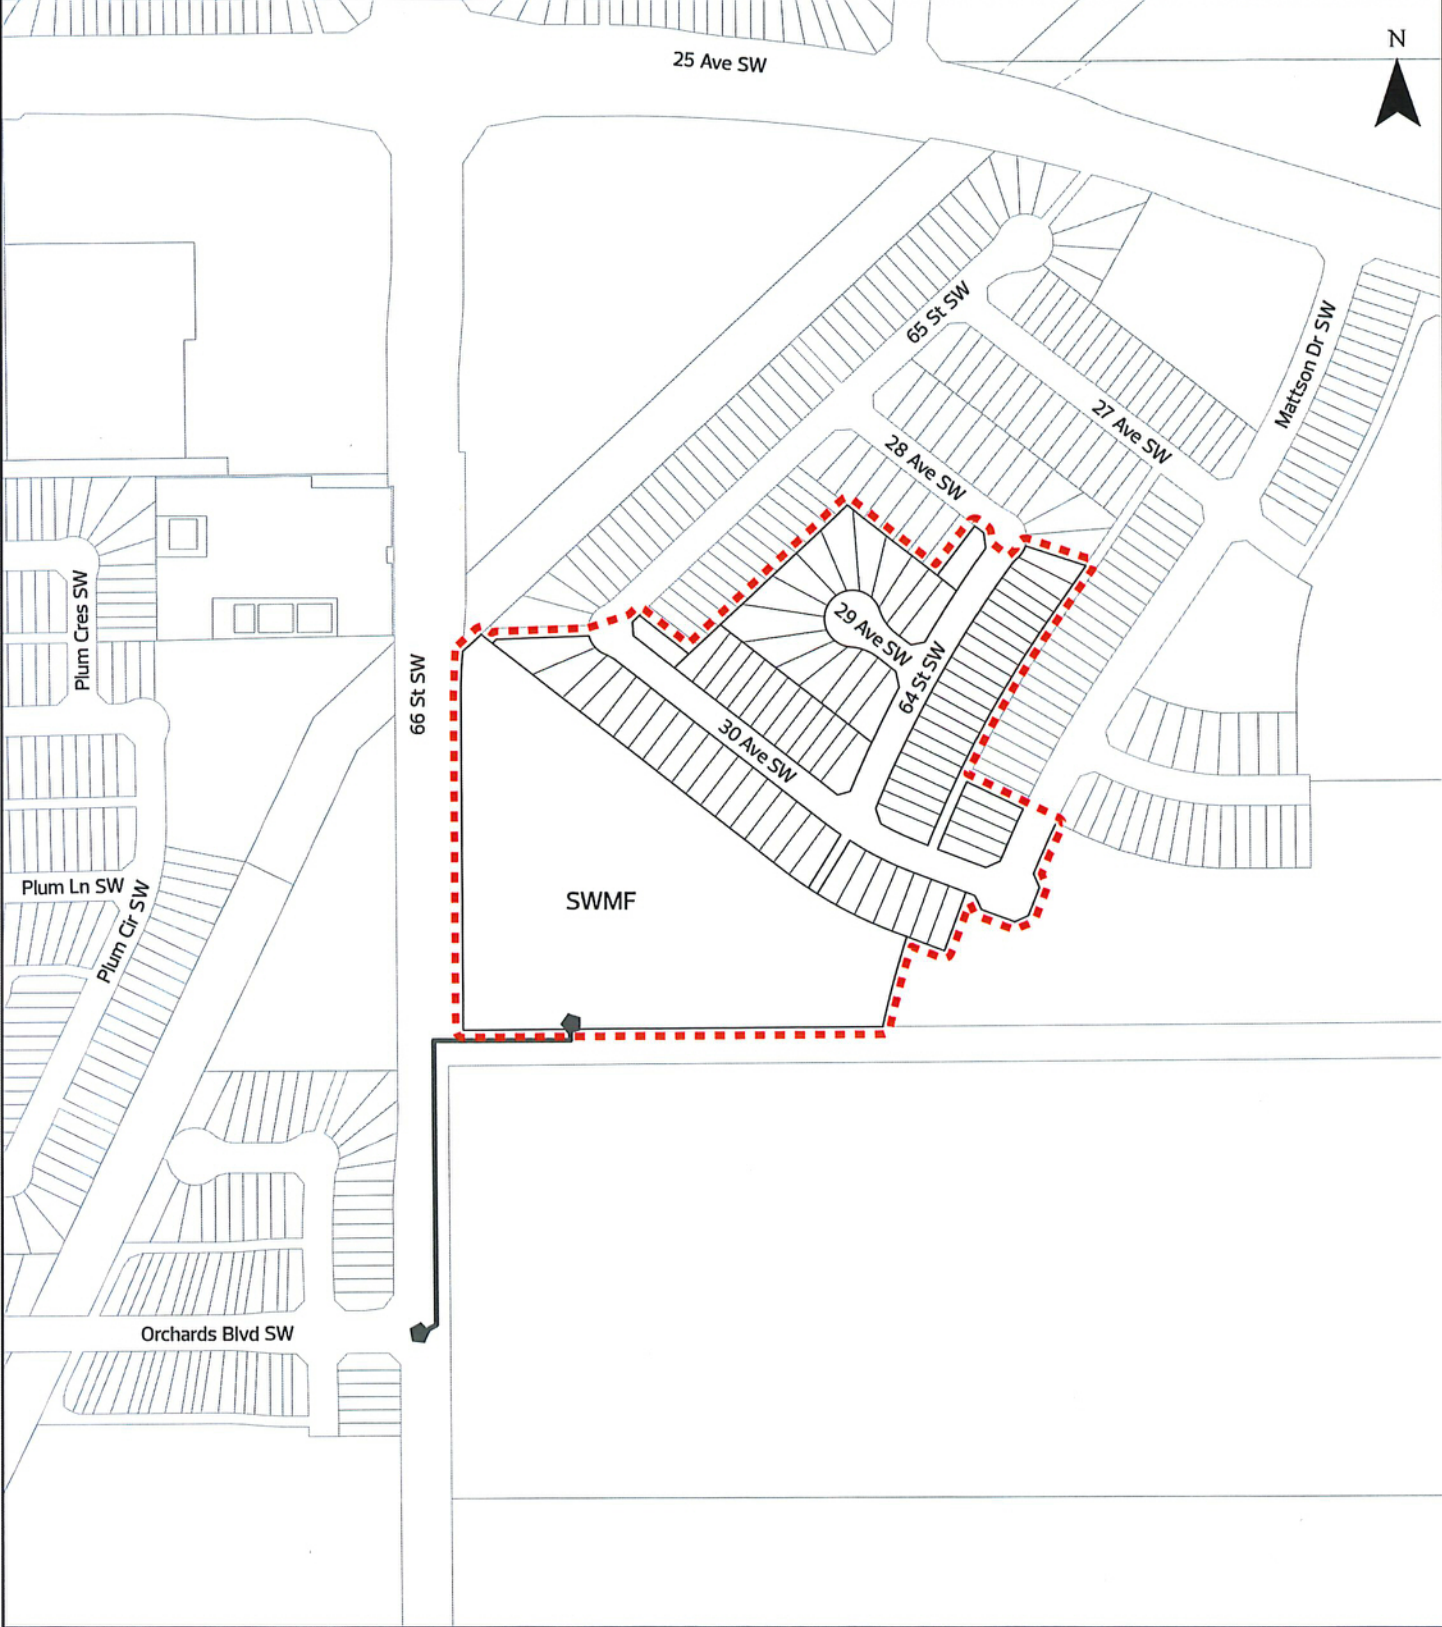 25 Ave SW
N
65 St SW
Mattson Dr SW
27 Ave SW
28 Ave SW
Plum Cres SW
29 Ave SW
64 St SW
66 St SW
30 Ave SW
Plum Ln SW
SWMF
Plum Cir SW
Orchards Blvd SW